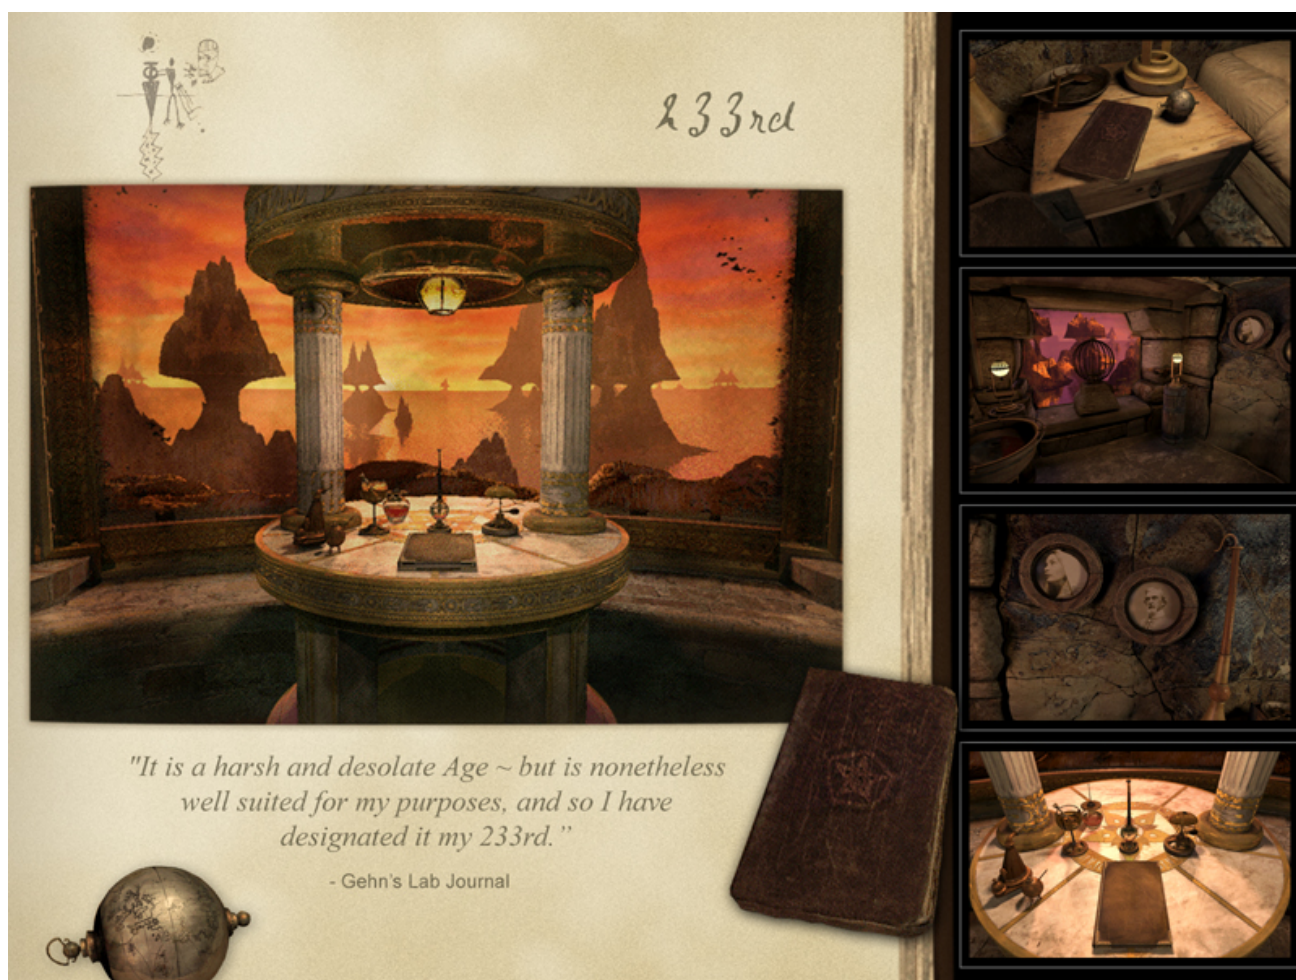 233rd
"It is a harsh and desolate Age ~ but is nonetheless
well suited for my purposes, and so I have
designated it my 233rd.”
- Gehn's Lab Journal